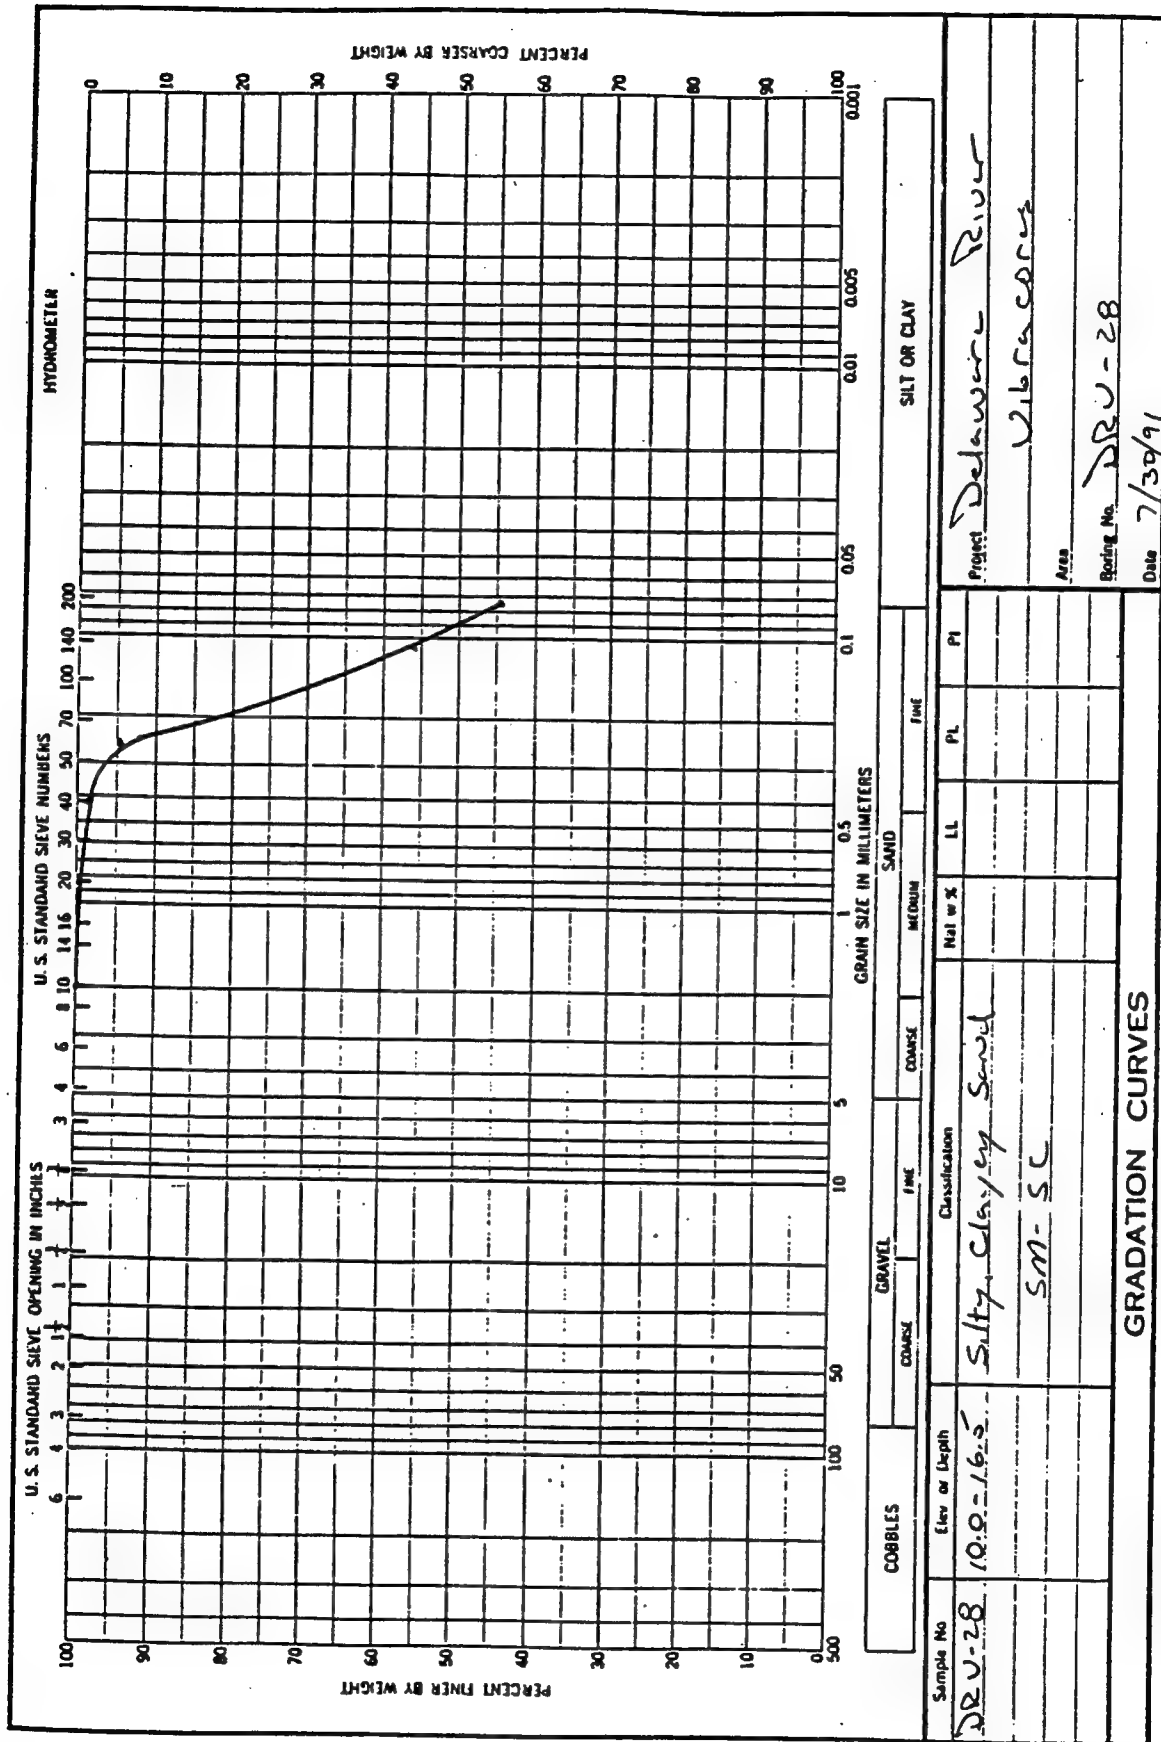 U. S. STANDARD SIEVE OPENING IN INCHES
U. S. STANDARD SIEVE NUMBERS
HYDROMETER
6 4 3 2 1½ 1 3 4 6 8 10 14 16 20 30 40 50 70 100 140 200
PERCENT FINER BY WEIGHT
100
90
80
70
60
50
40
30
20
10
0
PERCENT COARSER BY WEIGHT
0
10
20
30
40
50
60
70
80
90
100
500 100 50 10 5 1 0.5 0.1 0.05 0.01 0.005 0.001
GRAIN SIZE IN MILLIMETERS
COBBLES
GRAVEL
COARSE FINE
SAND
COARSE MEDIUM FINE
SILT OR CLAY
Sample No Elev or Depth Classification Nat w % LL PL PI
DRV-28 10.0-16.5 Silty, Clayey Sand
SM-SC
Project Delaware River
Vibracores
Area
Boring No. DRV-28
Date 7/30/91
GRADATION CURVES